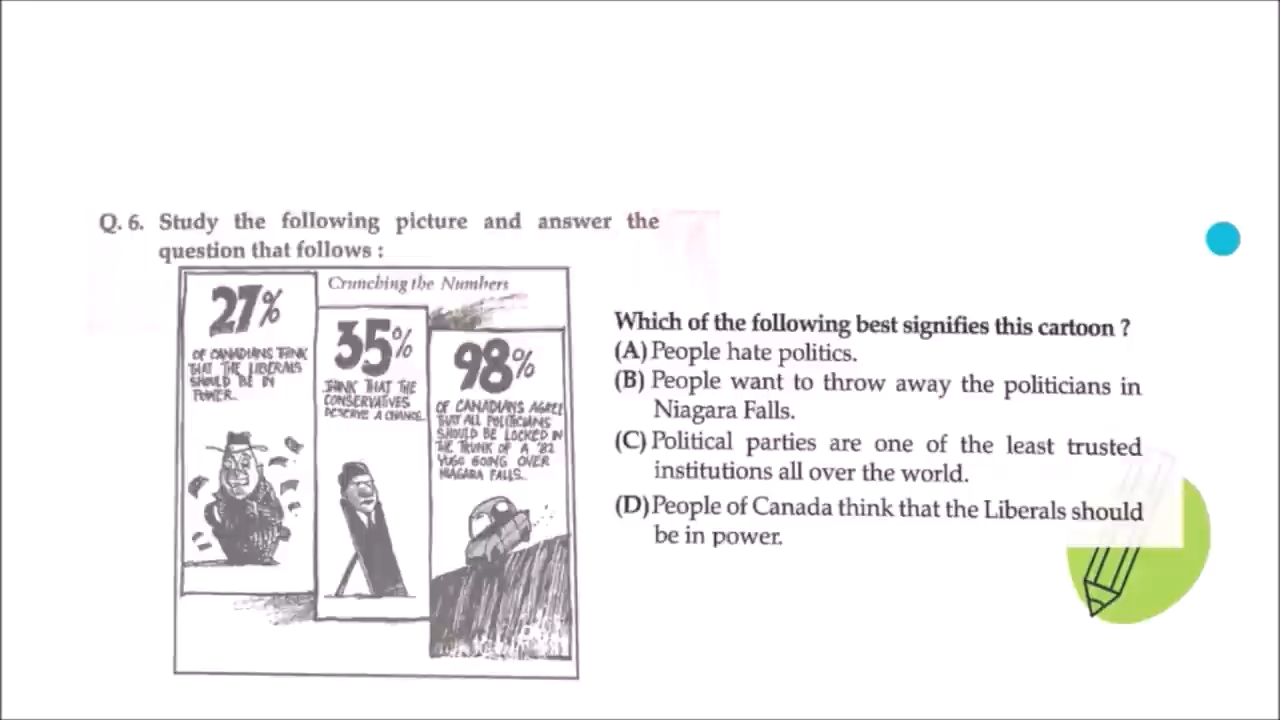 Q. 6. Study the following picture and answer the
question that follows :
Crunching the Numbers
27%
OF CANADIANS THINK
THAT THE LIBERALS
SHOULD BE IN
POWER.
35%
THINK THAT THE
CONSERVATIVES
DESERVE A CHANCE.
98%
OF CANADIANS AGREE
THAT ALL POLITICIANS
SHOULD BE LOCKED IN
THE TRUNK OF A '82
YUGO GOING OVER
NIAGARA FALLS.
Which of the following best signifies this cartoon ?
(A) People hate politics.
(B) People want to throw away the politicians in
Niagara Falls.
(C) Political parties are one of the least trusted
institutions all over the world.
(D) People of Canada think that the Liberals should
be in power.